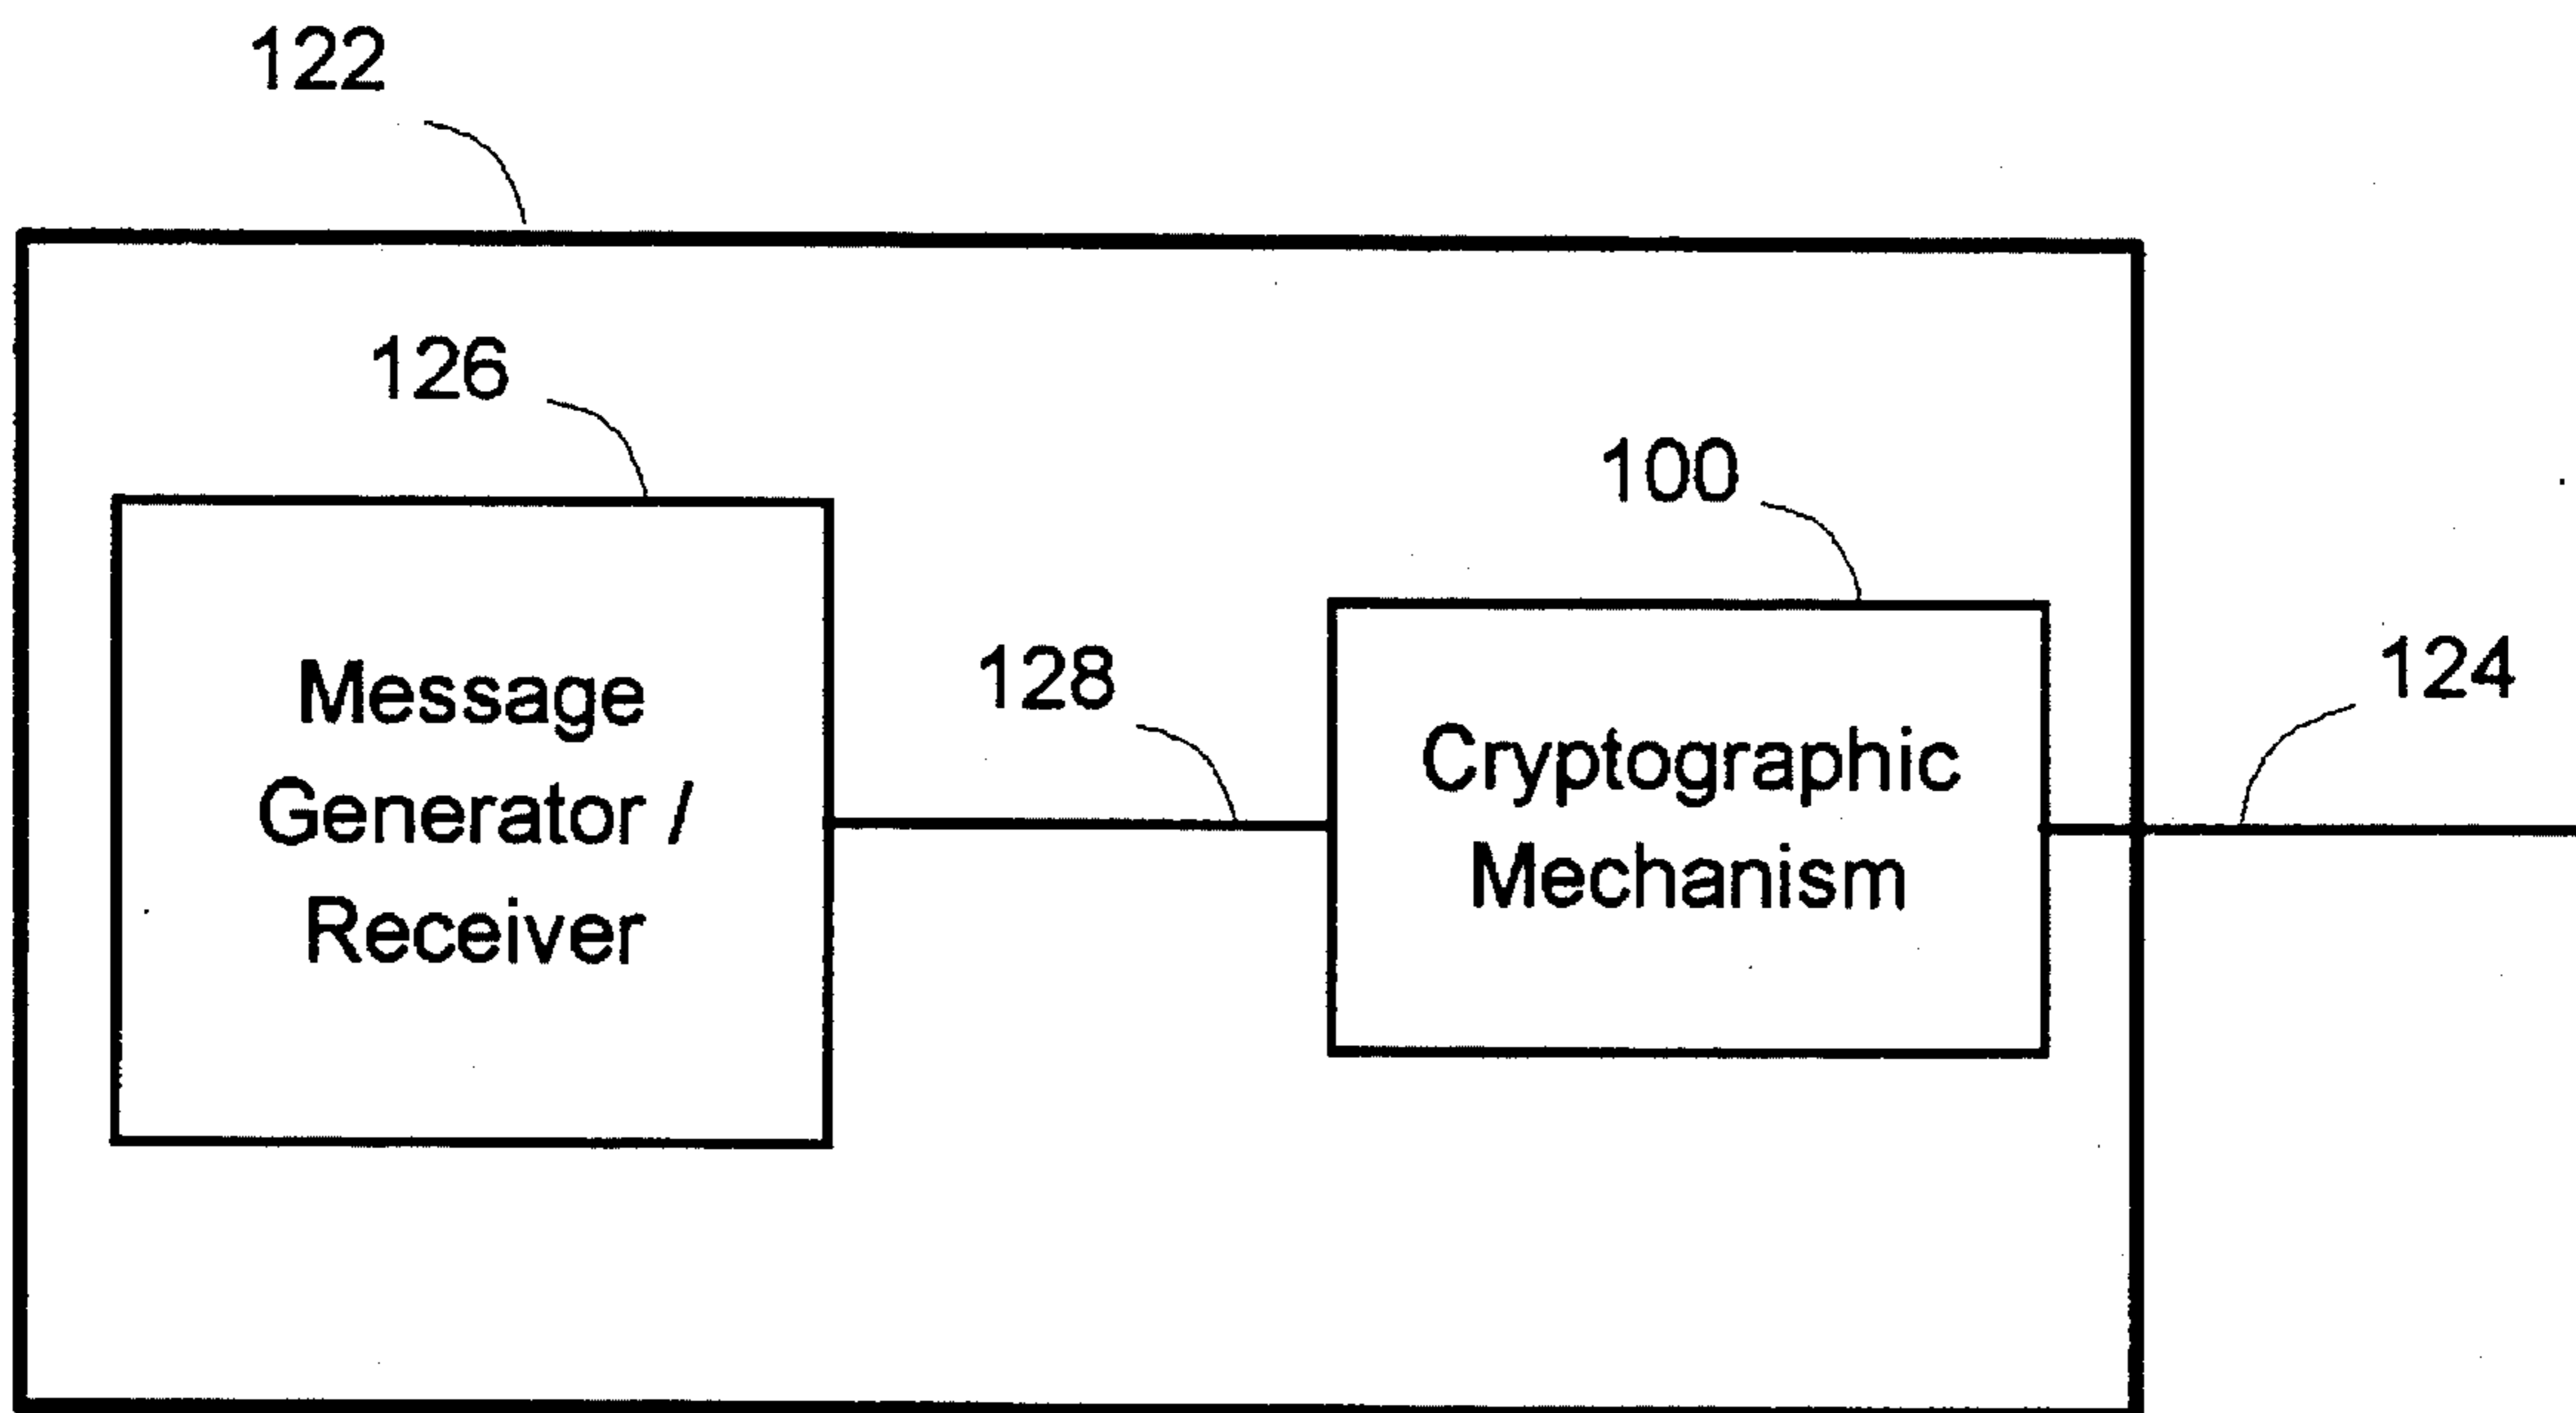 122
126
100
128
124
Message
Generator /
Receiver
Cryptographic
Mechanism